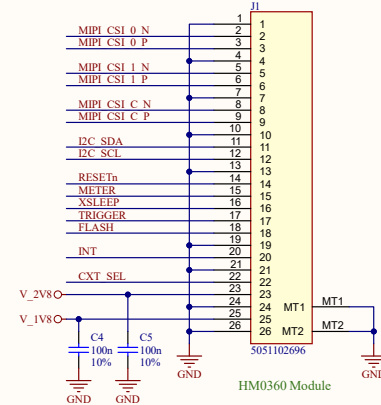 J1
1 1
MIPI_CSI_0_N 2 2
MIPI_CSI_0_P 3 3
4 4
MIPI_CSI_1_N 5 5
MIPI_CSI_1_P 6 6
7 7
MIPI_CSI_C_N 8 8
MIPI_CSI_C_P 9 9
10 10
I2C_SDA 11 11
I2C_SCL 12 12
13 13
RESETn 14 14
METER 15 15
XSLEEP 16 16
TRIGGER 17 17
FLASH 18 18
19 19
INT 20 20
21 21
CXT_SEL 22 22
V_2V8 23 23
24 24 MT1 MT1
V_1V8 25 25
26 26 MT2 MT2
5051102696
C4 C5
100n 100n
10% 10%
GND GND
GND GND
HM0360 Module